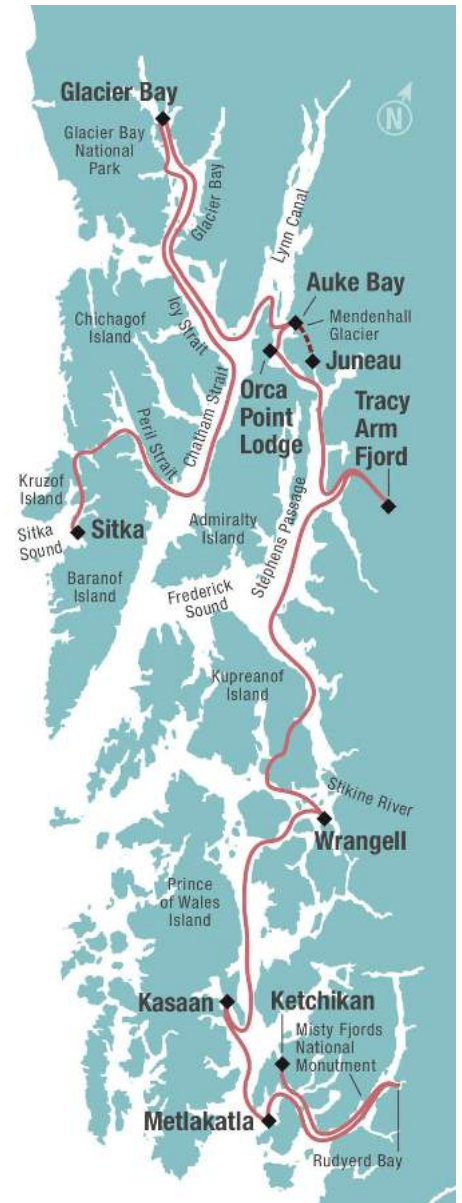 Glacier Bay
Glacier Bay
National
Park
N
Glacier Bay
Lynn Canal
Auke Bay
Mendenhall
Glacier
Juneau
Icy Strait
Chichagof
Island
Orca
Point
Lodge
Tracy
Arm
Fjord
Chatham Strait
Peril Strait
Kruzof
Island
Sitka
Sound
Sitka
Admiralty
Island
Stephens Passage
Baranof
Island
Frederick
Sound
Kupreanof
Island
Stikine River
Wrangell
Prince
of Wales
Island
Kasaan
Ketchikan
Misty Fjords
National
Monutment
Metlakatla
Rudyerd Bay